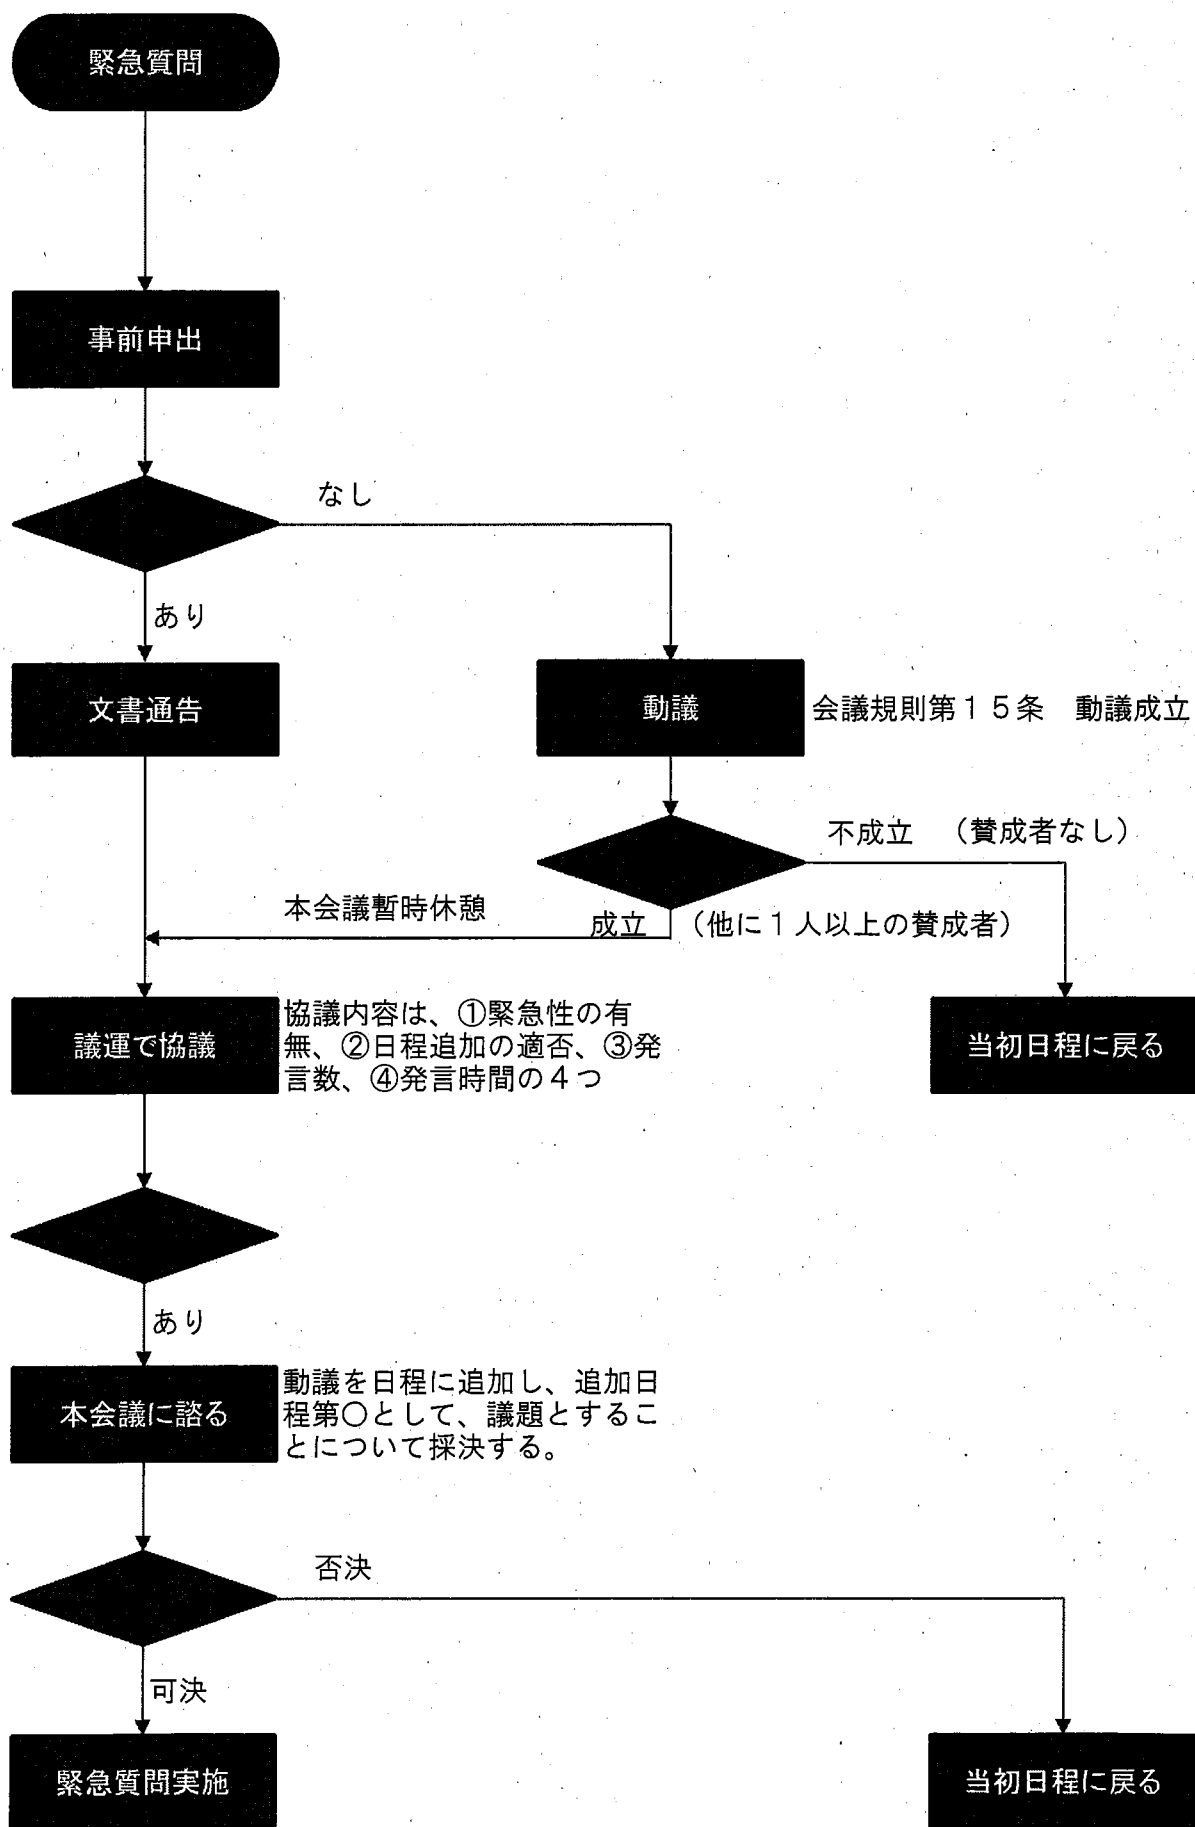 緊急質問
事前申出
なし
あり
文書通告
動議
会議規則第１５条　動議成立
不成立　（賛成者なし）
本会議暫時休憩
成立　（他に１人以上の賛成者）
議運で協議
協議内容は、①緊急性の有
無、②日程追加の適否、③発
言数、④発言時間の４つ
当初日程に戻る
あり
本会議に諮る
動議を日程に追加し、追加日
程第〇として、議題とするこ
とについて採決する。
否決
可決
緊急質問実施
当初日程に戻る